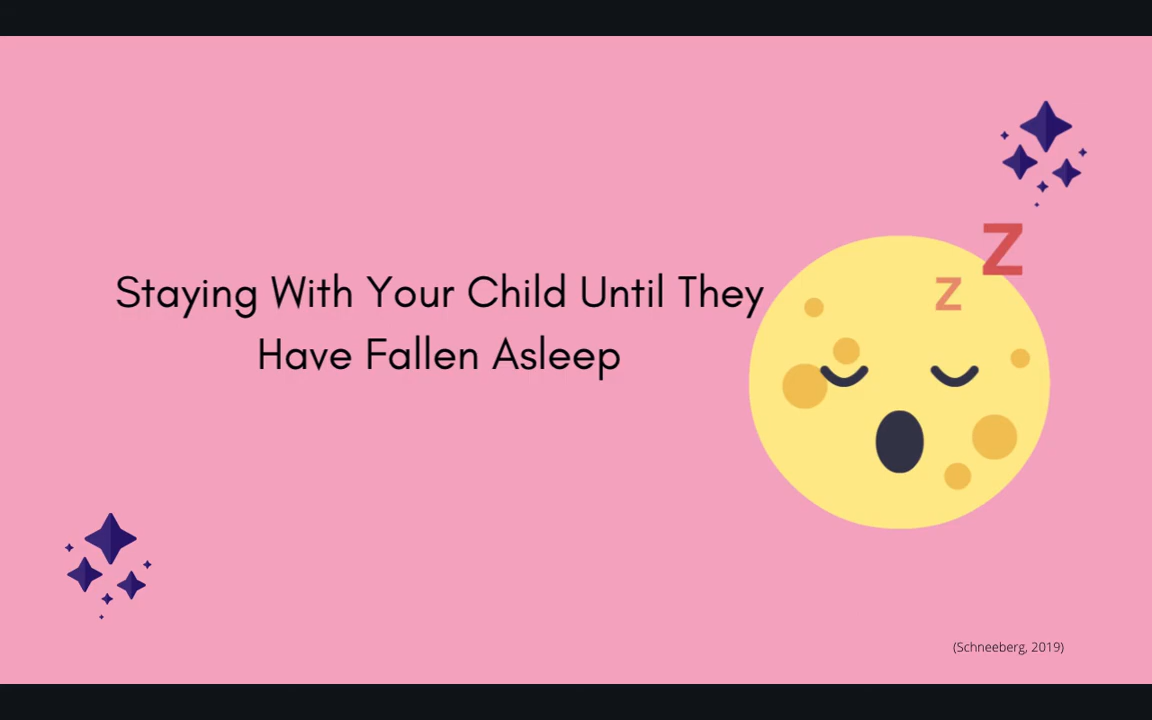 Staying With Your Child Until They
Have Fallen Asleep
Z
Z
(Schneeberg, 2019)